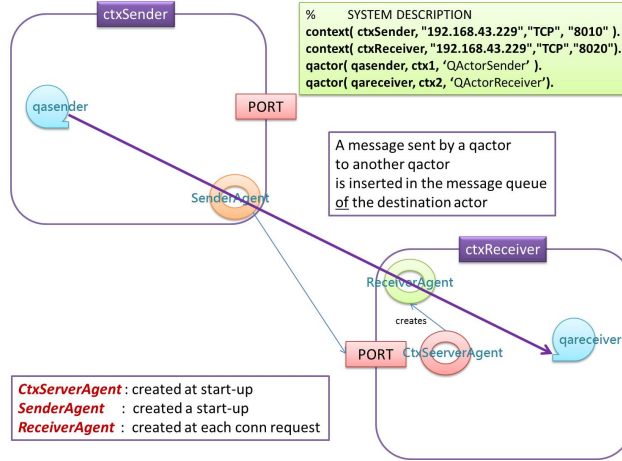 ctxSender
% SYSTEM DESCRIPTION
context( ctxSender, "192.168.43.229","TCP", "8010" ).
context( ctxReceiver, "192.168.43.229","TCP","8020").
qactor( qasender, ctx1, ‘QActorSender’ ).
qactor( qareceiver, ctx2, ‘QActorReceiver’).
qasender
PORT
A message sent by a qactor
to another qactor
is inserted in the message queue
of the destination actor
SenderAgent
ctxReceiver
ReceiverAgent
creates
PORT
CtxSeerverAgent
qareceiver
CtxServerAgent : created at start-up
SenderAgent : created a start-up
ReceiverAgent : created at each conn request